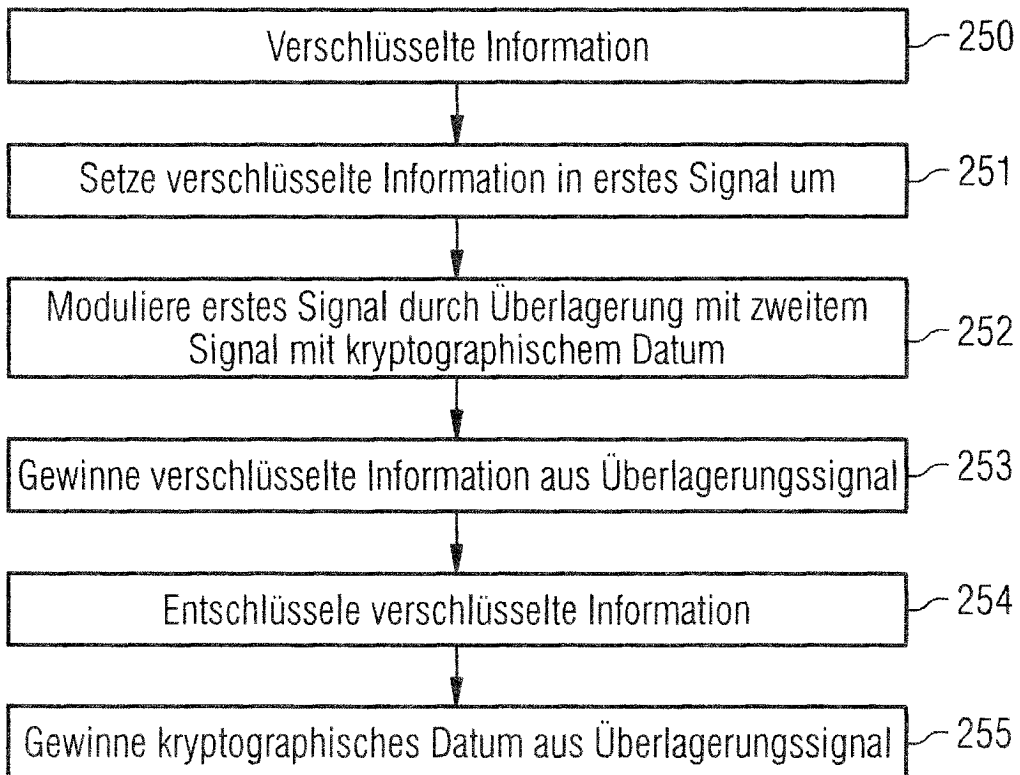 Verschlüsselte Information
250
Setze verschlüsselte Information in erstes Signal um
251
Moduliere erstes Signal durch Überlagerung mit zweitem
Signal mit kryptographischem Datum
252
Gewinne verschlüsselte Information aus Überlagerungssignal
253
Entschlüssele verschlüsselte Information
254
Gewinne kryptographisches Datum aus Überlagerungssignal
255